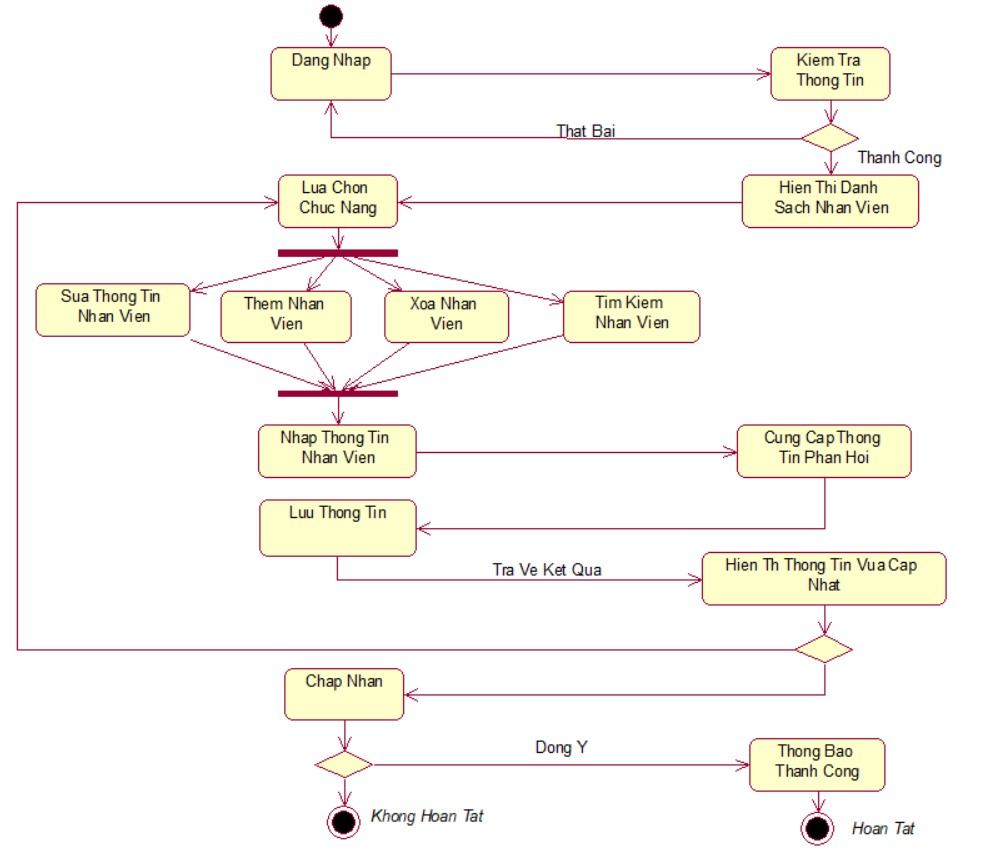 Dang Nhap
Kiem Tra
Thong Tin
That Bai
Thanh Cong
Lua Chon
Chuc Nang
Hien Thi Danh
Sach Nhan Vien
Sua Thong Tin
Nhan Vien
Them Nhan
Vien
Xoa Nhan
Vien
Tim Kiem
Nhan Vien
Nhap Thong Tin
Nhan Vien
Cung Cap Thong
Tin Phan Hoi
Luu Thong Tin
Tra Ve Ket Qua
Hien Th Thong Tin Vua Cap
Nhat
Chap Nhan
Dong Y
Thong Bao
Thanh Cong
Khong Hoan Tat
Hoan Tat